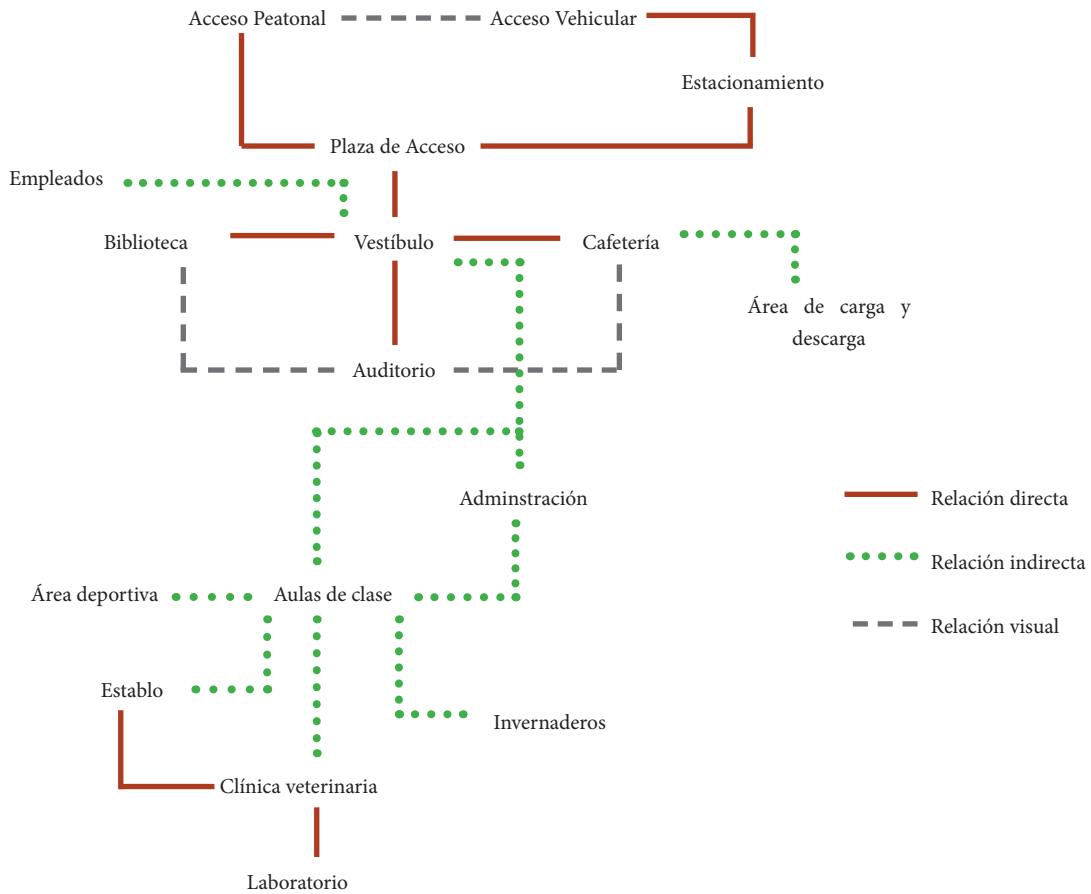 Acceso Peatonal
Acceso Vehicular
Estacionamiento
Plaza de Acceso
Empleados
Biblioteca
Vestíbulo
Cafetería
Área de carga y
descarga
Auditorio
Adminstración
Relación directa
Relación indirecta
Área deportiva
Aulas de clase
Relación visual
Establo
Invernaderos
Clínica veterinaria
Laboratorio